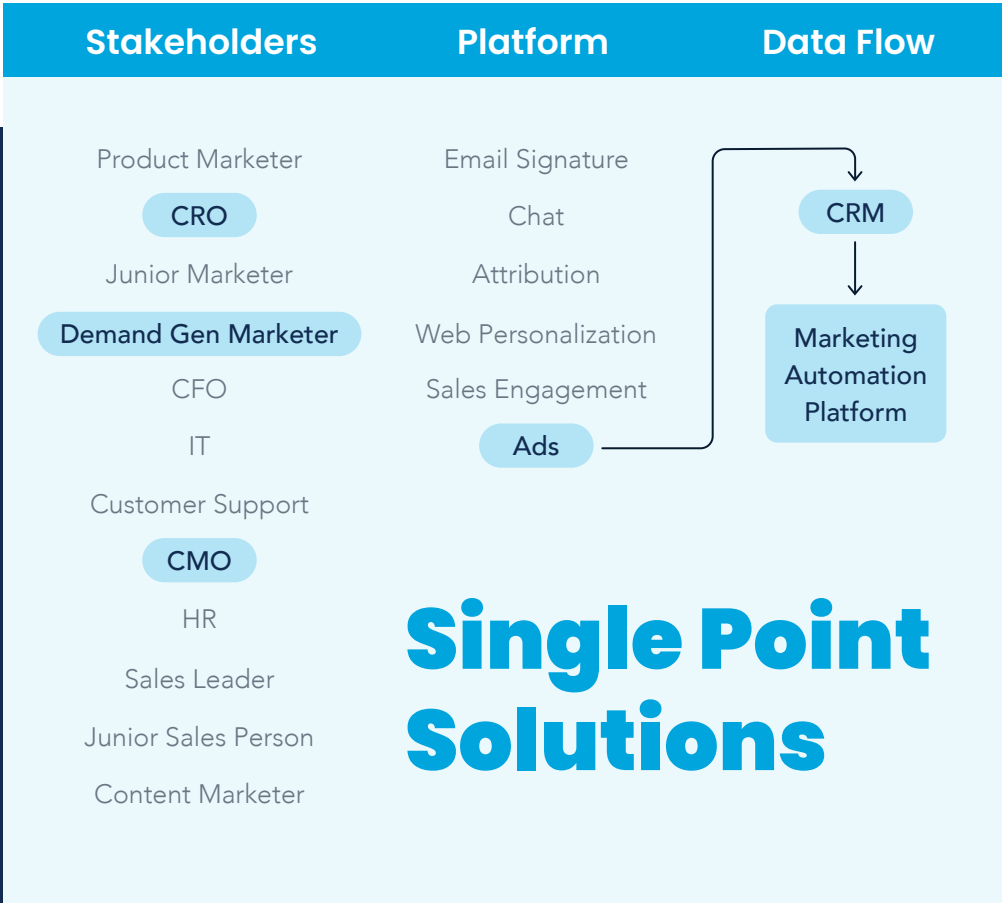 Stakeholders
Platform
Data Flow
Product Marketer
CRO
Junior Marketer
Demand Gen Marketer
CFO
IT
Customer Support
CMO
HR
Sales Leader
Junior Sales Person
Content Marketer
Email Signature
Chat
Attribution
Web Personalization
Sales Engagement
Ads
CRM
Marketing
Automation
Platform
Single Point
Solutions